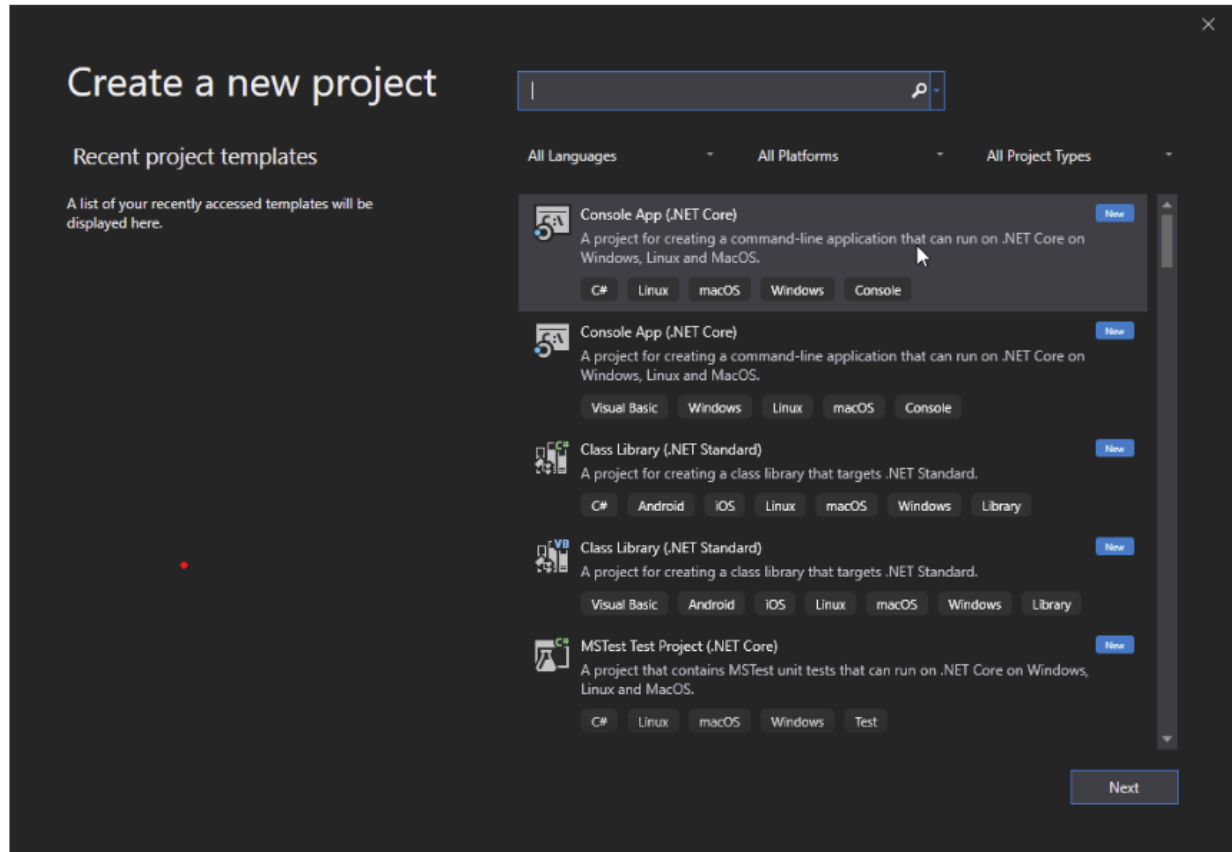 Create a new project
Recent project templates
A list of your recently accessed templates will be
displayed here.
All Languages
All Platforms
All Project Types
Console App (.NET Core)
New
A project for creating a command-line application that can run on .NET Core on
Windows, Linux and MacOS.
C# Linux macOS Windows Console
Console App (.NET Core)
New
A project for creating a command-line application that can run on .NET Core on
Windows, Linux and MacOS.
Visual Basic Windows Linux macOS Console
Class Library (.NET Standard)
New
A project for creating a class library that targets .NET Standard.
C# Android iOS Linux macOS Windows Library
Class Library (.NET Standard)
New
A project for creating a class library that targets .NET Standard.
Visual Basic Android iOS Linux macOS Windows Library
MSTest Test Project (.NET Core)
New
A project that contains MSTest unit tests that can run on .NET Core on Windows,
Linux and MacOS.
C# Linux macOS Windows Test
Next